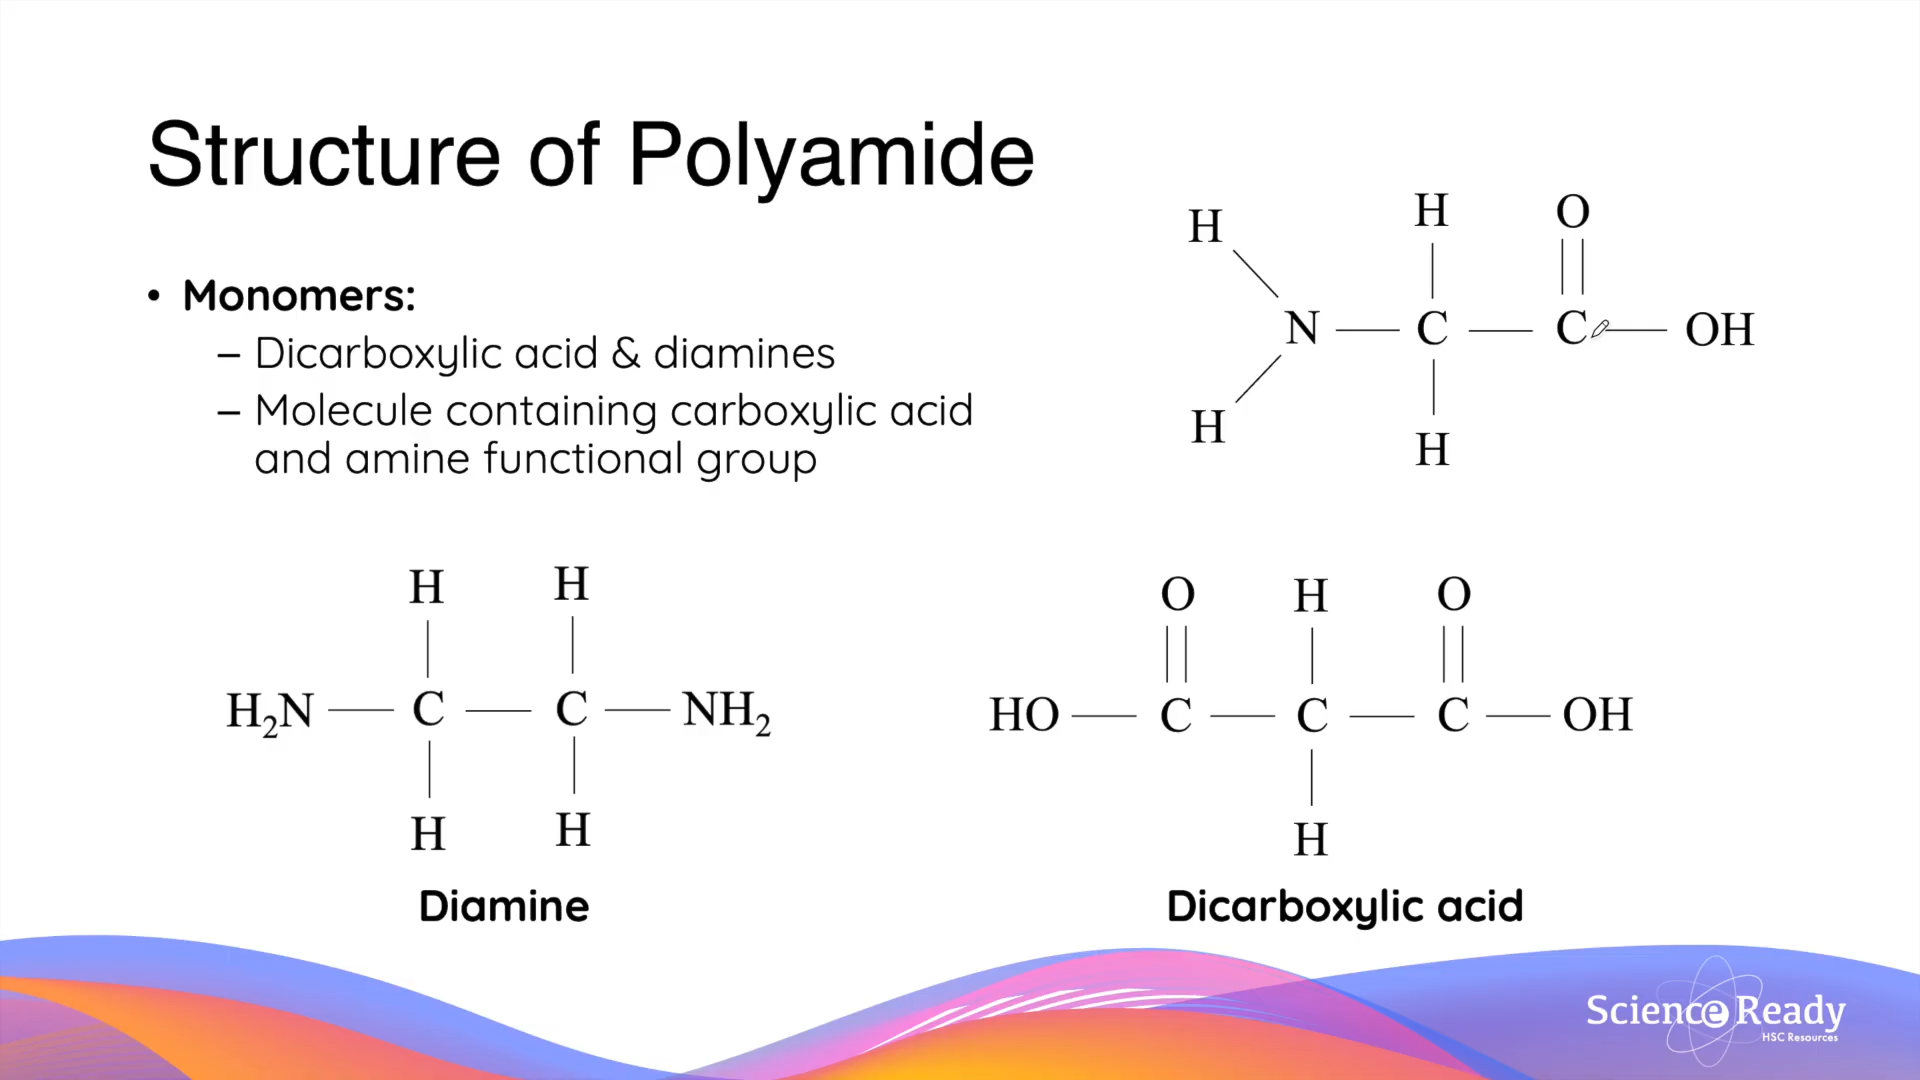 Structure of Polyamide
• Monomers:
– Dicarboxylic acid & diamines
– Molecule containing carboxylic acid
and amine functional group
H H O
N C C OH
H H
H H
H₂N C C NH₂
H H
Diamine
O H O
HO C C C OH
H
Dicarboxylic acid
Science Ready
HSC Resources